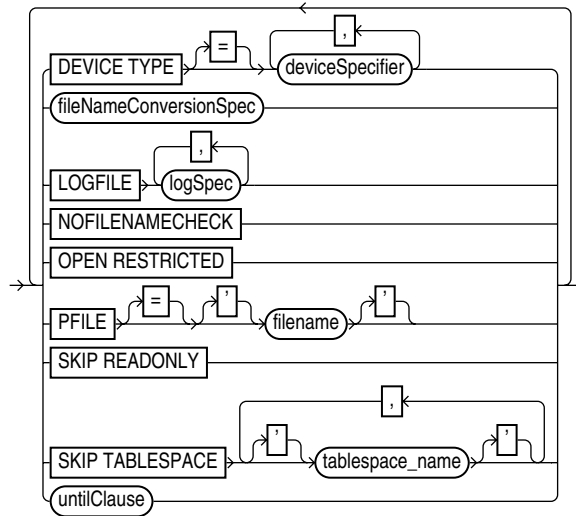 ,
=
DEVICE TYPE deviceSpecifier
fileNameConversionSpec
,
LOGFILE logSpec
NOFILENAMECHECK
OPEN RESTRICTED
= ' '
PFILE filename
SKIP READONLY
,
' '
SKIP TABLESPACE tablespace_name
untilClause